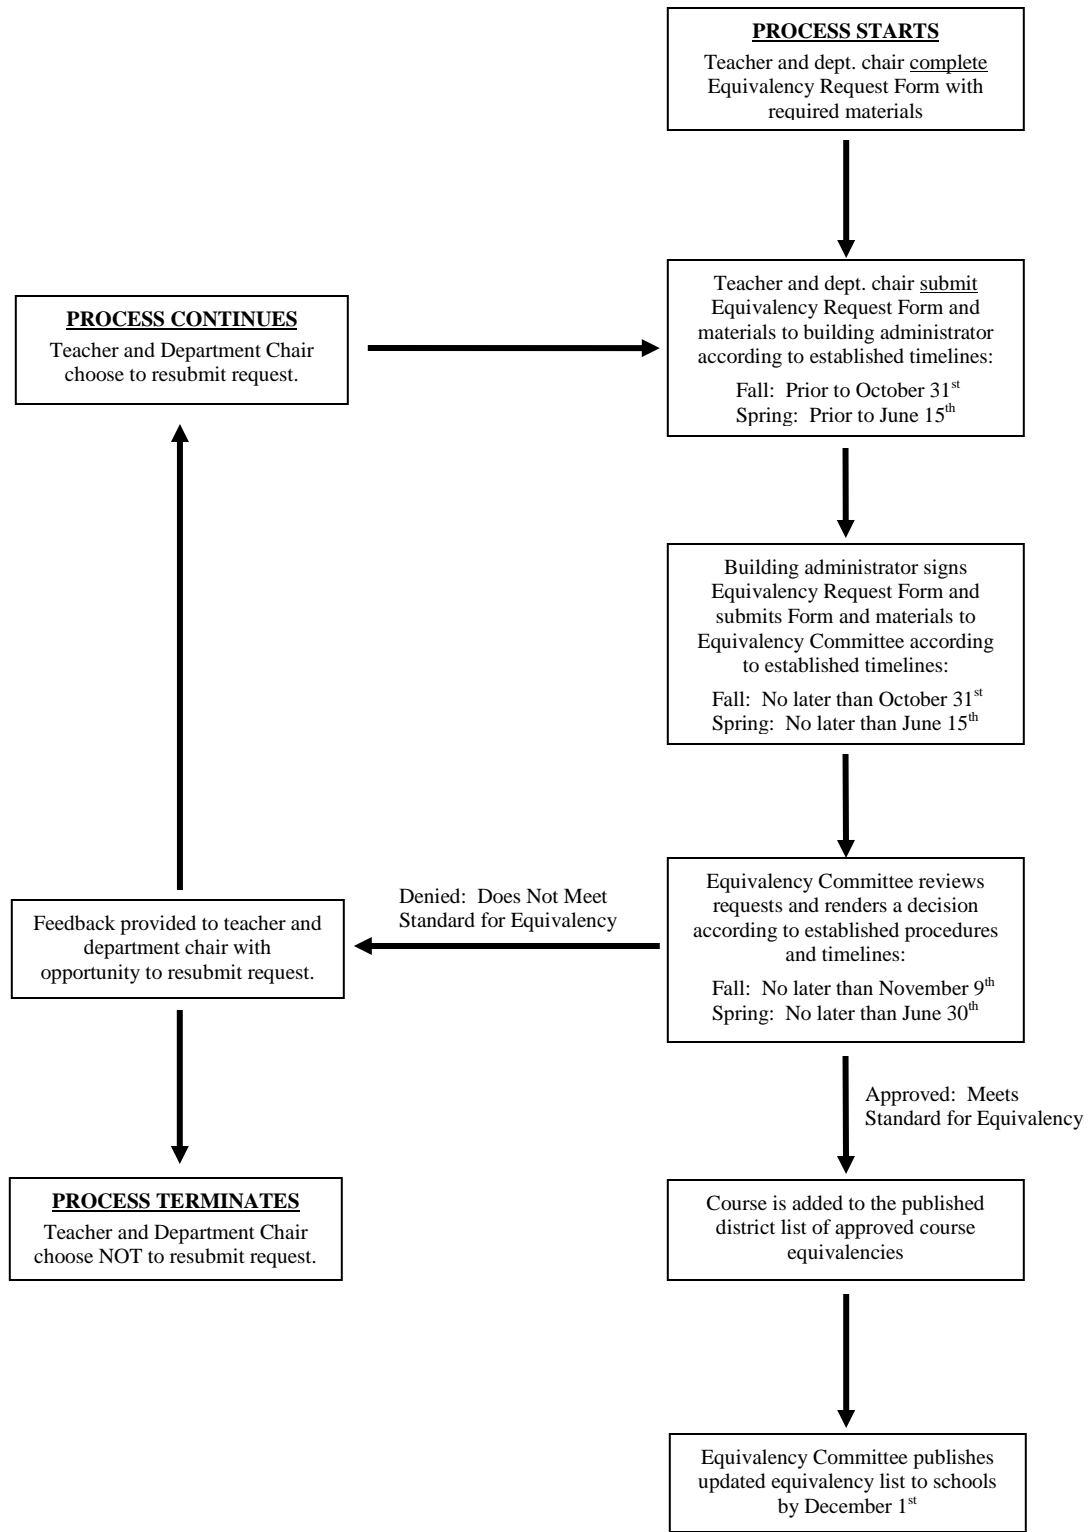 PROCESS STARTS
Teacher and dept. chair complete
Equivalency Request Form with
required materials
Teacher and dept. chair submit
Equivalency Request Form and
materials to building administrator
according to established timelines:
Fall:  Prior to October 31st
Spring:  Prior to June 15th
PROCESS CONTINUES
Teacher and Department Chair
choose to resubmit request.
Building administrator signs
Equivalency Request Form and
submits Form and materials to
Equivalency Committee according
to established timelines:
Fall:  No later than October 31st
Spring:  No later than June 15th
Equivalency Committee reviews
requests and renders a decision
according to established procedures
and timelines:
Fall:  No later than November 9th
Spring:  No later than June 30th
Denied:  Does Not Meet
Standard for Equivalency
Feedback provided to teacher and
department chair with
opportunity to resubmit request.
Approved:  Meets
Standard for Equivalency
PROCESS TERMINATES
Teacher and Department Chair
choose NOT to resubmit request.
Course is added to the published
district list of approved course
equivalencies
Equivalency Committee publishes
updated equivalency list to schools
by December 1st